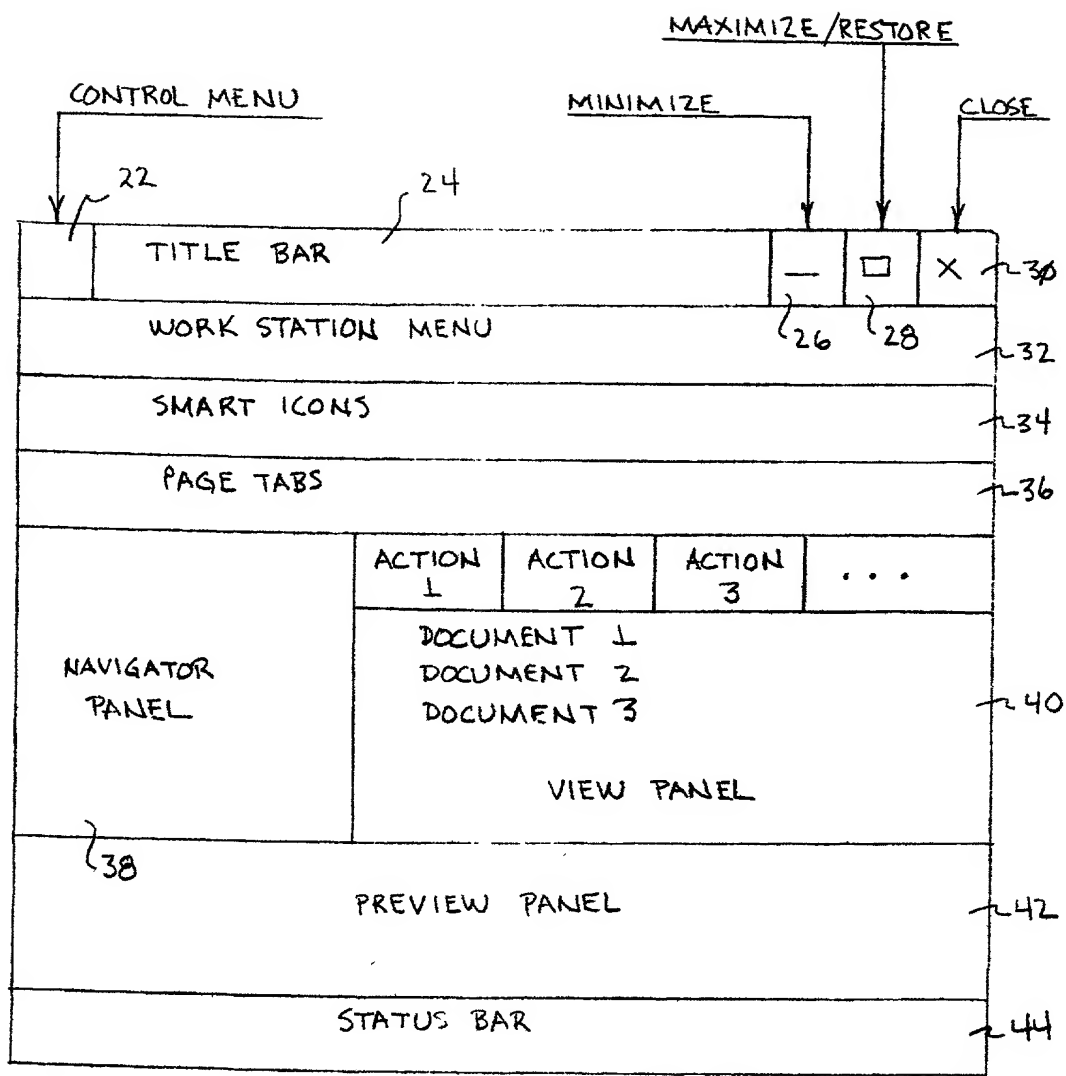 MAXIMIZE/RESTORE
CONTROL MENU
MINIMIZE
CLOSE
22
24
TITLE BAR
— □ X
30
WORK STATION MENU
26
28
32
SMART ICONS
34
PAGE TABS
36
ACTION 1
ACTION 2
ACTION 3
. . .
NAVIGATOR PANEL
DOCUMENT 1
DOCUMENT 2
DOCUMENT 3
40
VIEW PANEL
38
PREVIEW PANEL
42
STATUS BAR
44